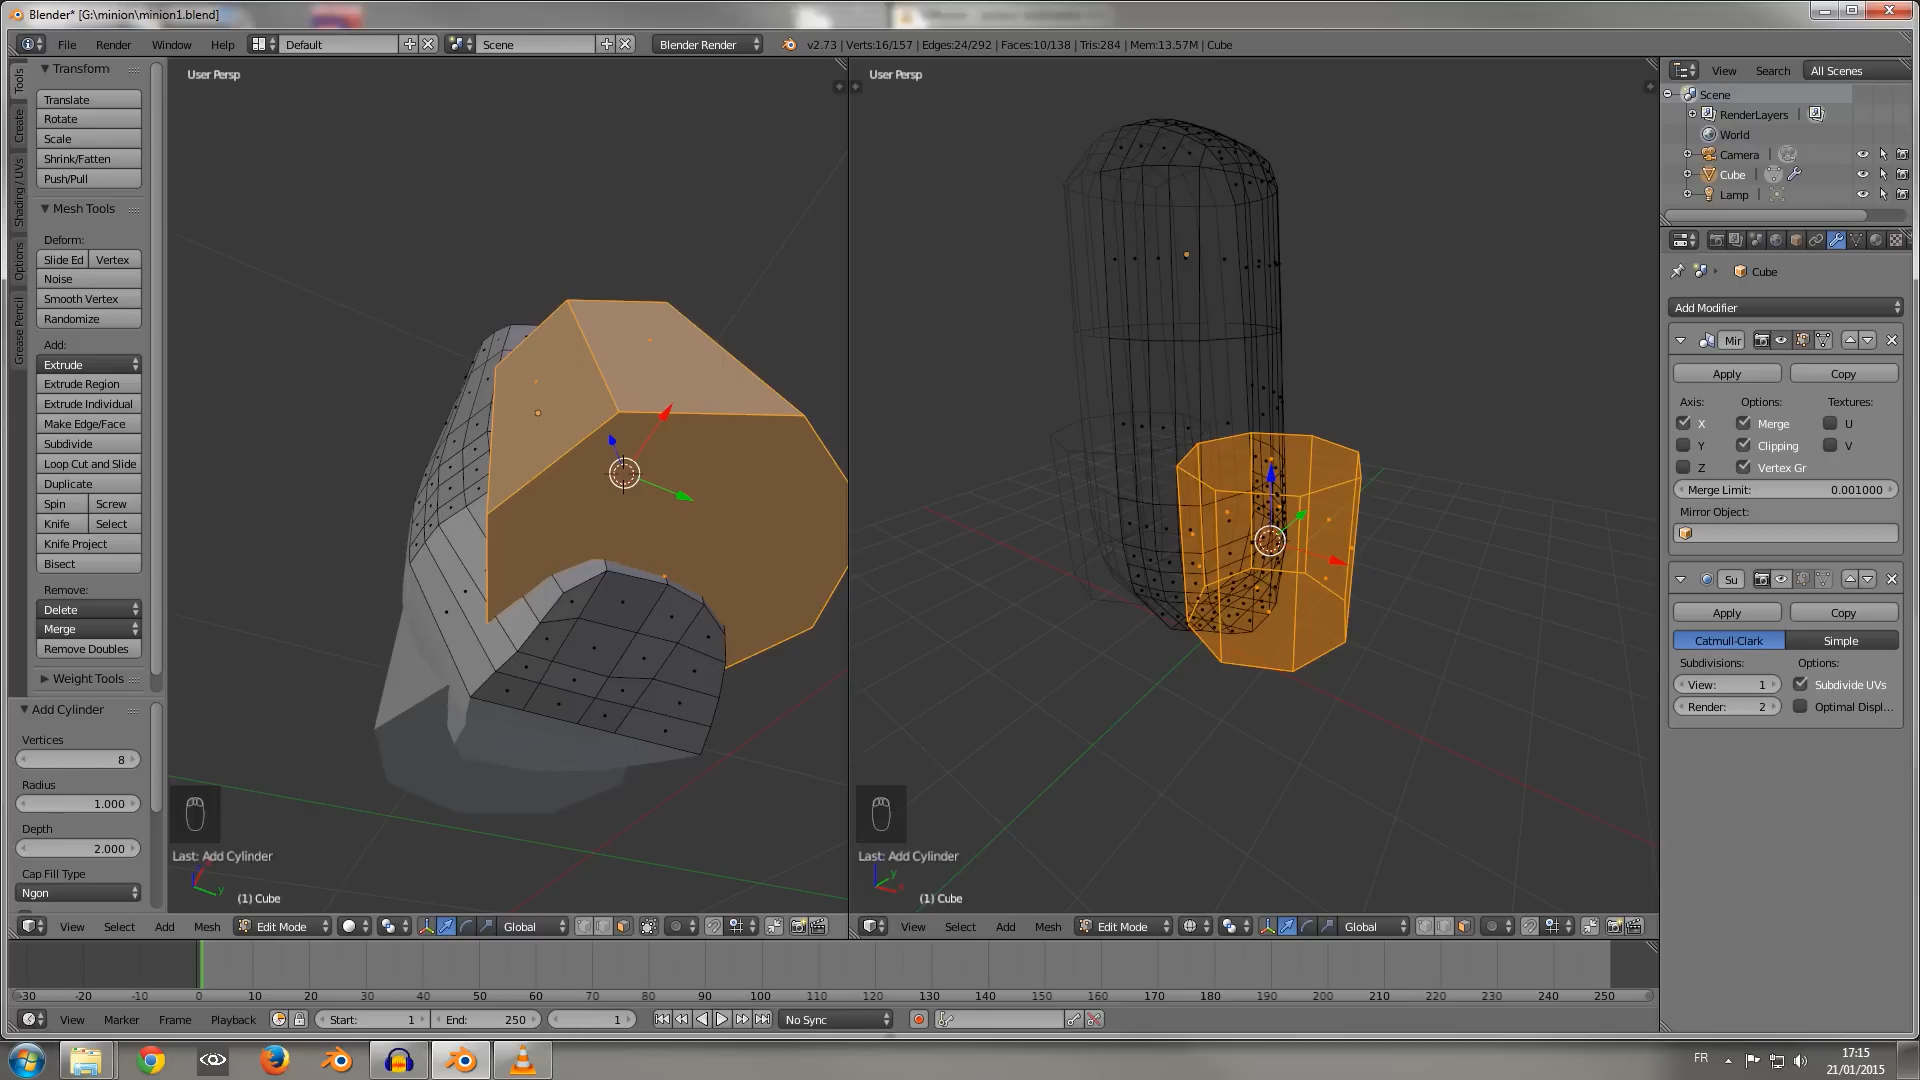 Blender* [G:\minion\minion1.blend]
File Render Window Help Default Scene Blender Render v2.73 | Verts:16/157 | Edges:24/292 | Faces:10/138 | Tris:284 | Mem:13.57M | Cube
Tools
Create
Shading / UVs
Options
Grease Pencil
Transform
Translate
Rotate
Scale
Shrink/Fatten
Push/Pull
Mesh Tools
Deform:
Slide Ed Vertex
Noise
Smooth Vertex
Randomize
Add:
Extrude
Extrude Region
Extrude Individual
Make Edge/Face
Subdivide
Loop Cut and Slide
Duplicate
Spin Screw
Knife Select
Knife Project
Bisect
Remove:
Delete
Merge
Remove Doubles
Weight Tools
Add Cylinder
Vertices
8
Radius
1.000
Depth
2.000
Cap Fill Type
Ngon
User Persp
Last: Add Cylinder
y
(1) Cube
View Select Add Mesh Edit Mode Global
User Persp
Last: Add Cylinder
y
x
(1) Cube
View Select Add Mesh Edit Mode Global
View Search All Scenes
Scene
RenderLayers
World
Camera
Cube
Lamp
Cube
Add Modifier
Mir
Apply Copy
Axis: Options: Textures:
X Merge U
Y Clipping V
Z Vertex Gr
Merge Limit: 0.001000
Mirror Object:
Su
Apply Copy
Catmull-Clark Simple
Subdivisions: Options:
View: 1 Subdivide UVs
Render: 2 Optimal Displ...
-30 -20 -10 0 10 20 30 40 50 60 70 80 90 100 110 120 130 140 150 160 170 180 190 200 210 220 230 240 250
View Marker Frame Playback Start: 1 End: 250 1 No Sync
FR
17:15
21/01/2015